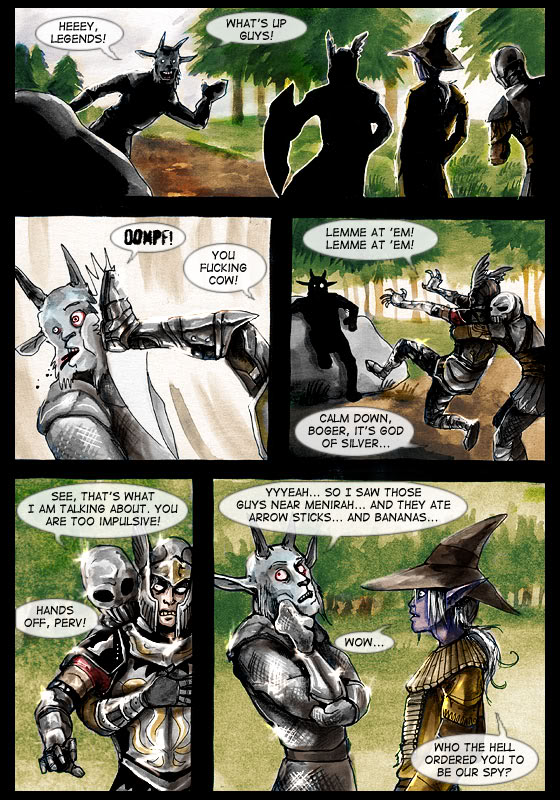 HEEEY,
LEGENDS!
WHAT'S UP
GUYS!
OOMPF!
YOU
FUCKING
COW!
LEMME AT 'EM!
LEMME AT 'EM!
CALM DOWN,
BOGER, IT'S GOD
OF SILVER...
SEE, THAT'S WHAT
I AM TALKING ABOUT. YOU
ARE TOO IMPULSIVE!
HANDS
OFF, PERV!
YYYEAH... SO I SAW THOSE
GUYS NEAR MENIRAH... AND THEY ATE
ARROW STICKS... AND BANANAS...
WOW...
WHO THE HELL
ORDERED YOU TO
BE OUR SPY?